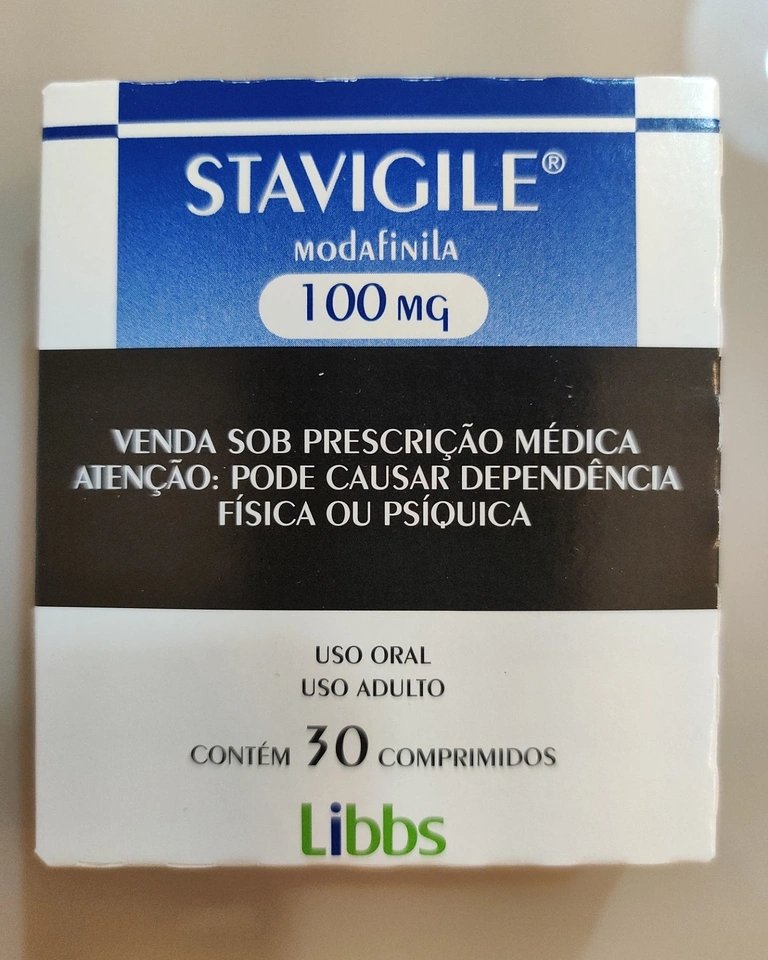 STAVIGILE®
MODAFINILA
100 MG
VENDA SOB PRESCRIÇÃO MÉDICA
ATENÇÃO: PODE CAUSAR DEPENDÊNCIA
FÍSICA OU PSÍQUICA
USO ORAL
USO ADULTO
CONTÉM 30 COMPRIMIDOS
Libbs